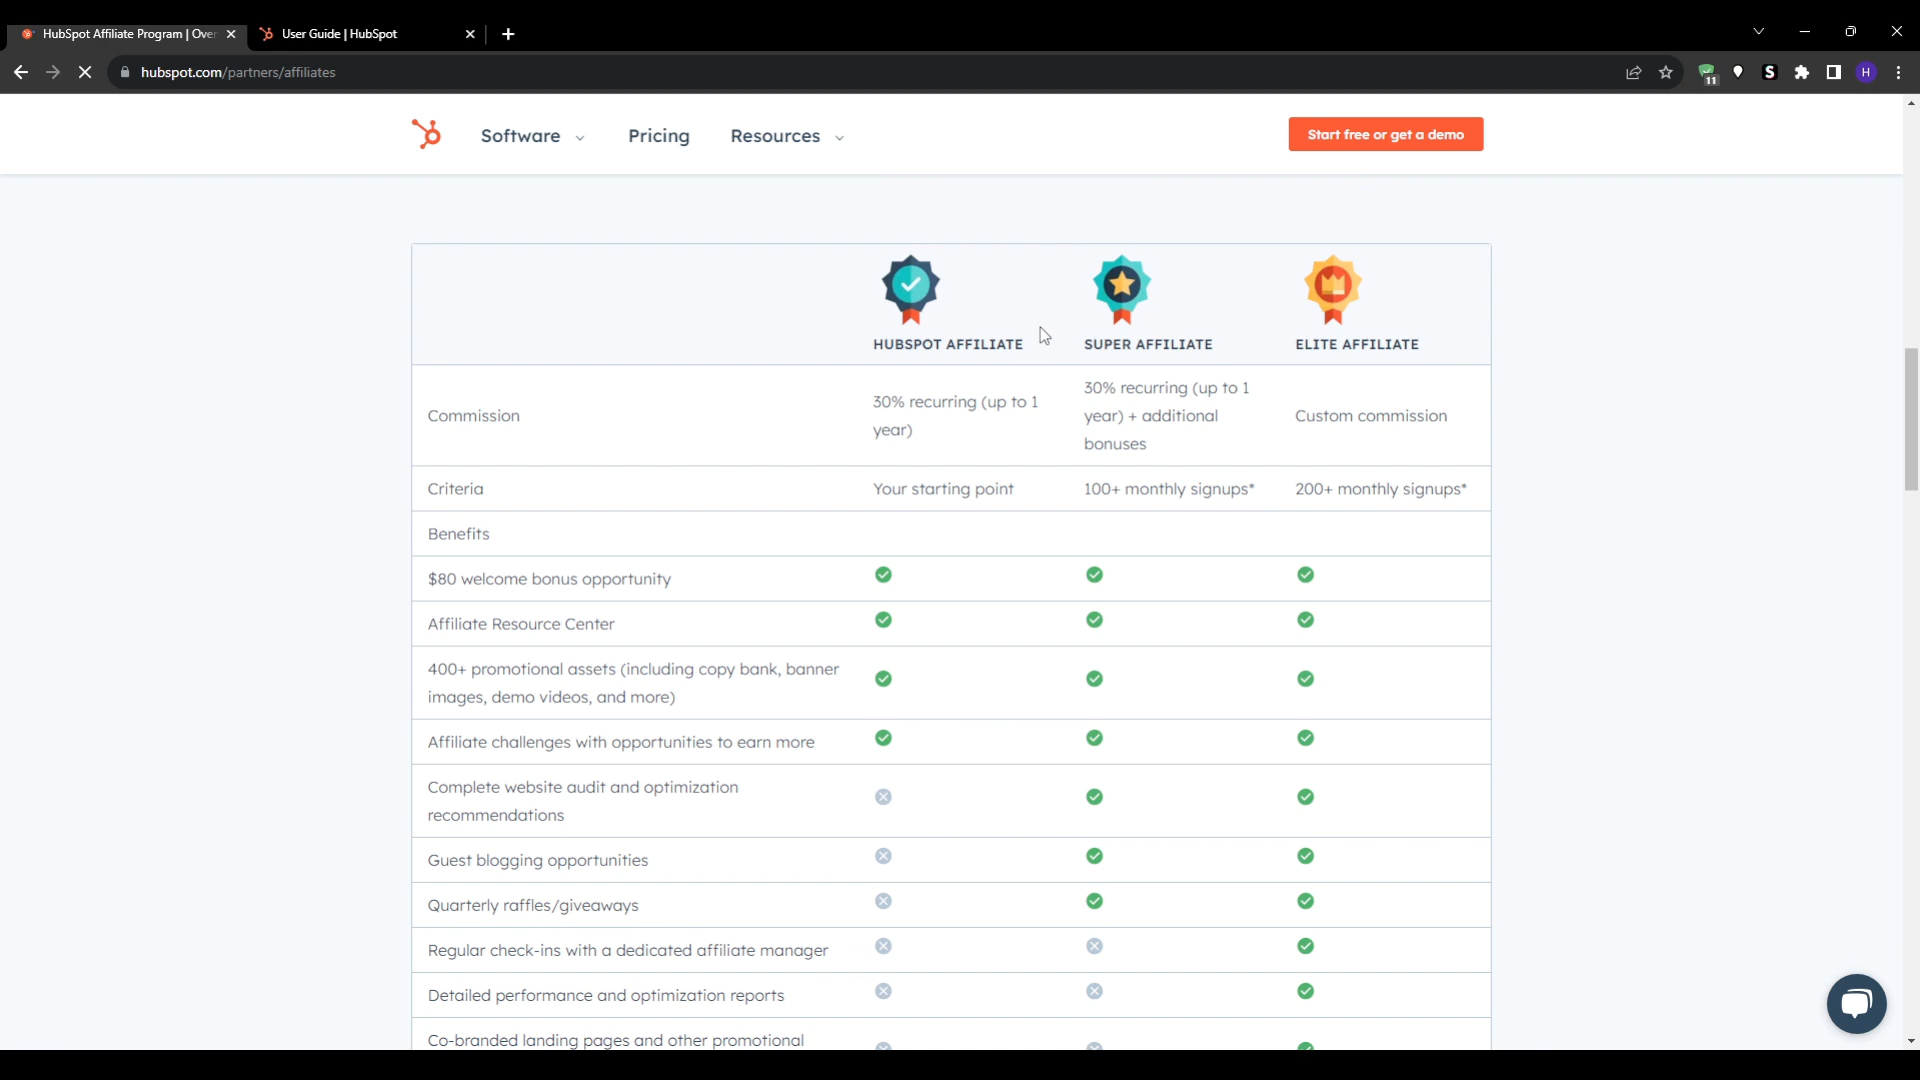 HubSpot Affiliate Program | Over
User Guide | HubSpot
hubspot.com/partners/affiliates
11
S
H
Software
Pricing
Resources
Start free or get a demo
HUBSPOT AFFILIATE
SUPER AFFILIATE
ELITE AFFILIATE
Commission
30% recurring (up to 1
year)
30% recurring (up to 1
year) + additional
bonuses
Custom commission
Criteria
Your starting point
100+ monthly signups*
200+ monthly signups*
Benefits
$80 welcome bonus opportunity
Affiliate Resource Center
400+ promotional assets (including copy bank, banner
images, demo videos, and more)
Affiliate challenges with opportunities to earn more
Complete website audit and optimization
recommendations
Guest blogging opportunities
Quarterly raffles/giveaways
Regular check-ins with a dedicated affiliate manager
Detailed performance and optimization reports
Co-branded landing pages and other promotional